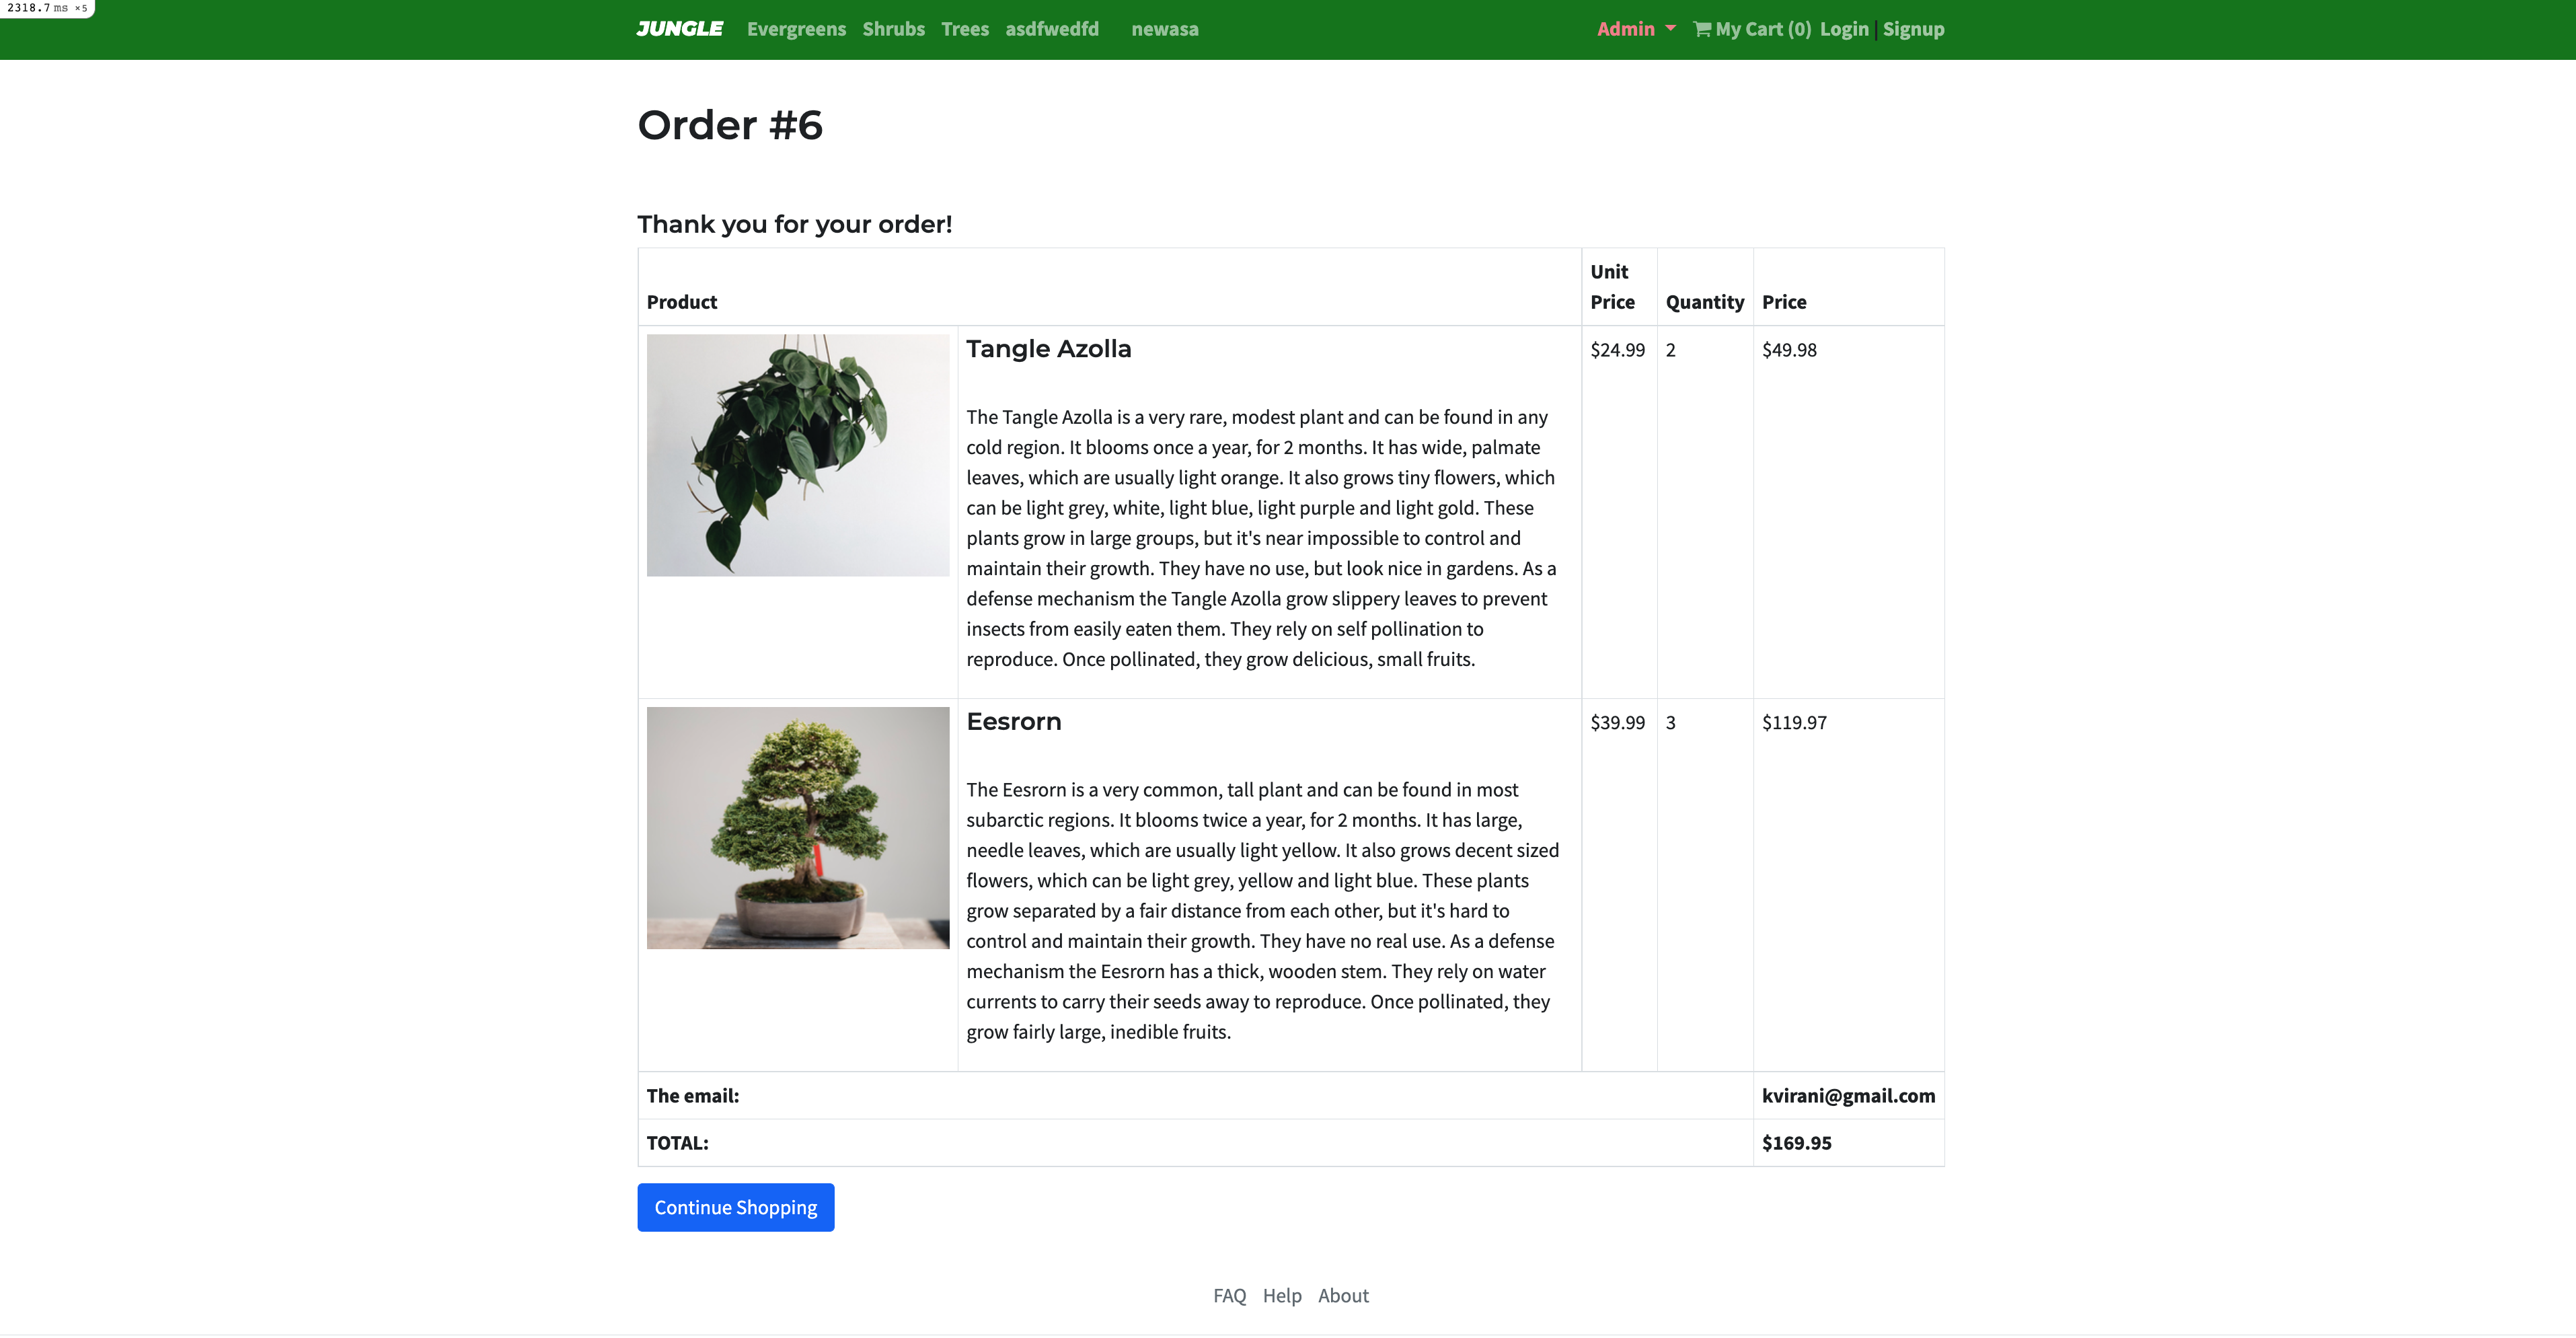 2318.7 ms ×5
JUNGLE Evergreens Shrubs Trees asdfwedfd newasa Admin My Cart (0) Login | Signup
Order #6
Thank you for your order!
Product Unit Price Quantity Price
Tangle Azolla $24.99 2 $49.98
The Tangle Azolla is a very rare, modest plant and can be found in any
cold region. It blooms once a year, for 2 months. It has wide, palmate
leaves, which are usually light orange. It also grows tiny flowers, which
can be light grey, white, light blue, light purple and light gold. These
plants grow in large groups, but it's near impossible to control and
maintain their growth. They have no use, but look nice in gardens. As a
defense mechanism the Tangle Azolla grow slippery leaves to prevent
insects from easily eaten them. They rely on self pollination to
reproduce. Once pollinated, they grow delicious, small fruits.
Eesrorn $39.99 3 $119.97
The Eesrorn is a very common, tall plant and can be found in most
subarctic regions. It blooms twice a year, for 2 months. It has large,
needle leaves, which are usually light yellow. It also grows decent sized
flowers, which can be light grey, yellow and light blue. These plants
grow separated by a fair distance from each other, but it's hard to
control and maintain their growth. They have no real use. As a defense
mechanism the Eesrorn has a thick, wooden stem. They rely on water
currents to carry their seeds away to reproduce. Once pollinated, they
grow fairly large, inedible fruits.
The email: kvirani@gmail.com
TOTAL: $169.95
Continue Shopping
FAQ Help About